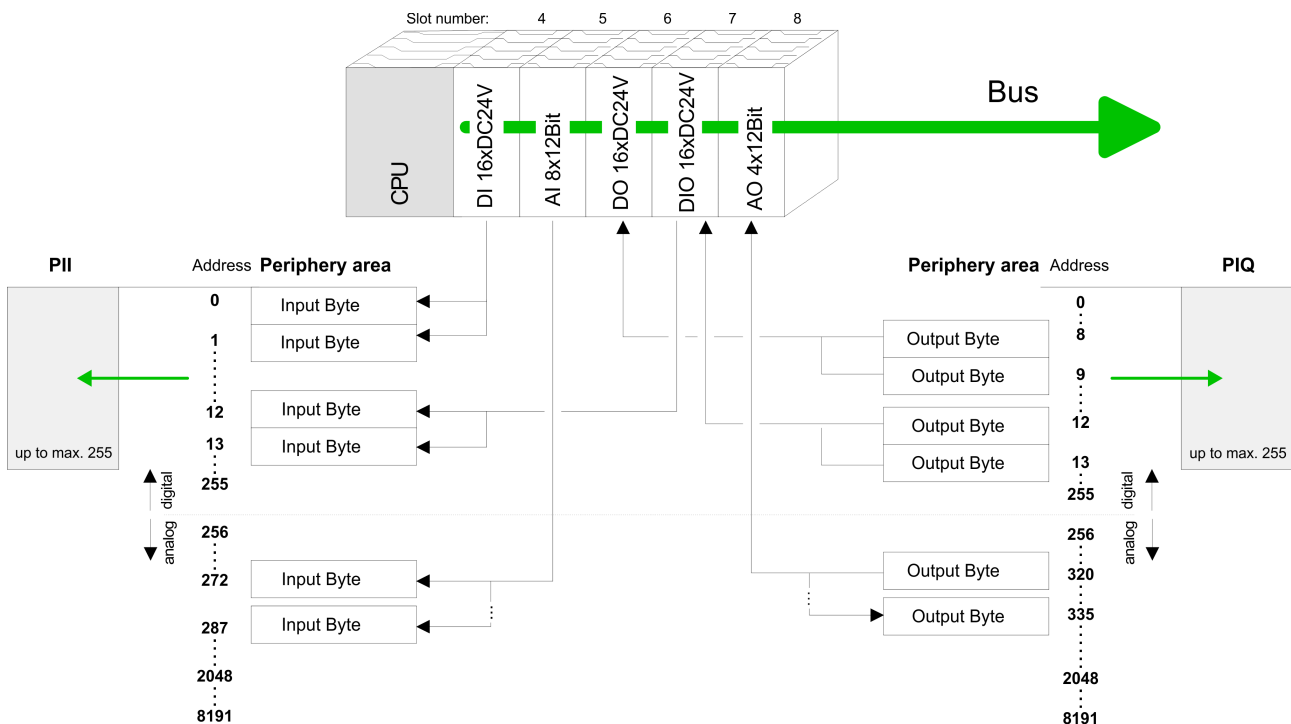 Slot number: 4 5 6 7 8
CPU
DI 16xDC24V
AI 8x12Bit
DO 16xDC24V
DIO 16xDC24V
AO 4x12Bit
Bus
PII Address Periphery area
0 Input Byte
1 Input Byte
12 Input Byte
13 Input Byte
up to max. 255
255
digital
analog
256
272 Input Byte
287 Input Byte
2048
8191
Periphery area Address PIQ
0
Output Byte 8
Output Byte 9
Output Byte 12
Output Byte 13
up to max. 255
255
digital
analog
256
Output Byte 320
Output Byte 335
2048
8191